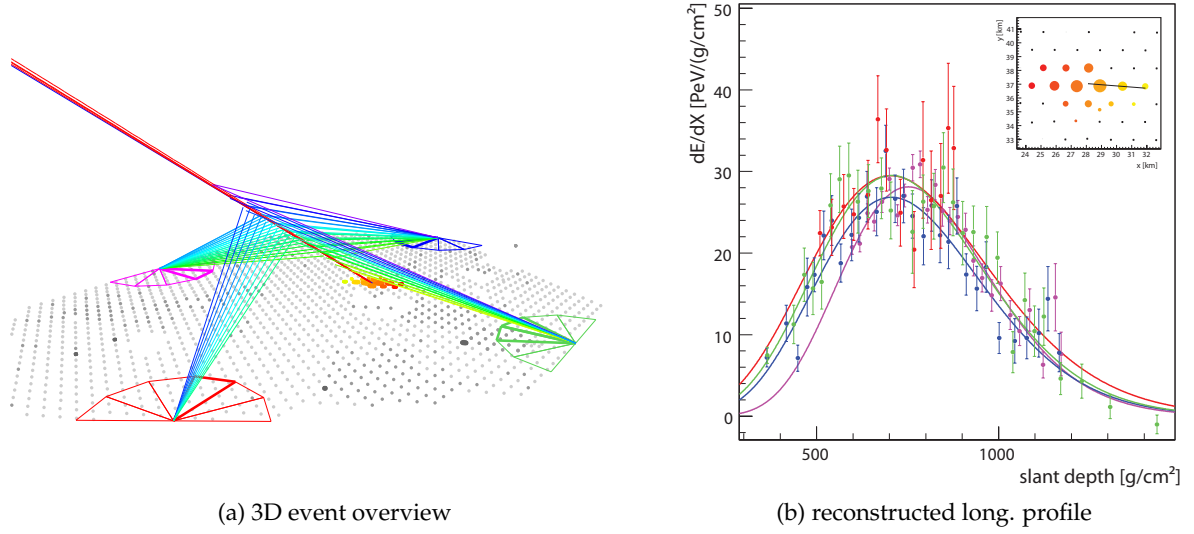 dE/dX [PeV/(g/cm²)]
50
40
30
20
10
0
500
1000
slant depth [g/cm²]
y [km]
41
40
39
38
37
36
35
34
33
24 25 26 27 28 29 30 31 32
x [km]
(a) 3D event overview
(b) reconstructed long. profile